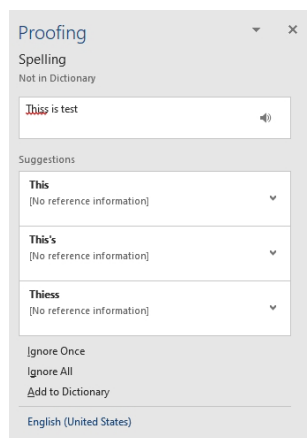 Proofing
Spelling
Not in Dictionary
Thiss is test
Suggestions
This
[No reference information]
This's
[No reference information]
Thiess
[No reference information]
Ignore Once
Ignore All
Add to Dictionary
English (United States)